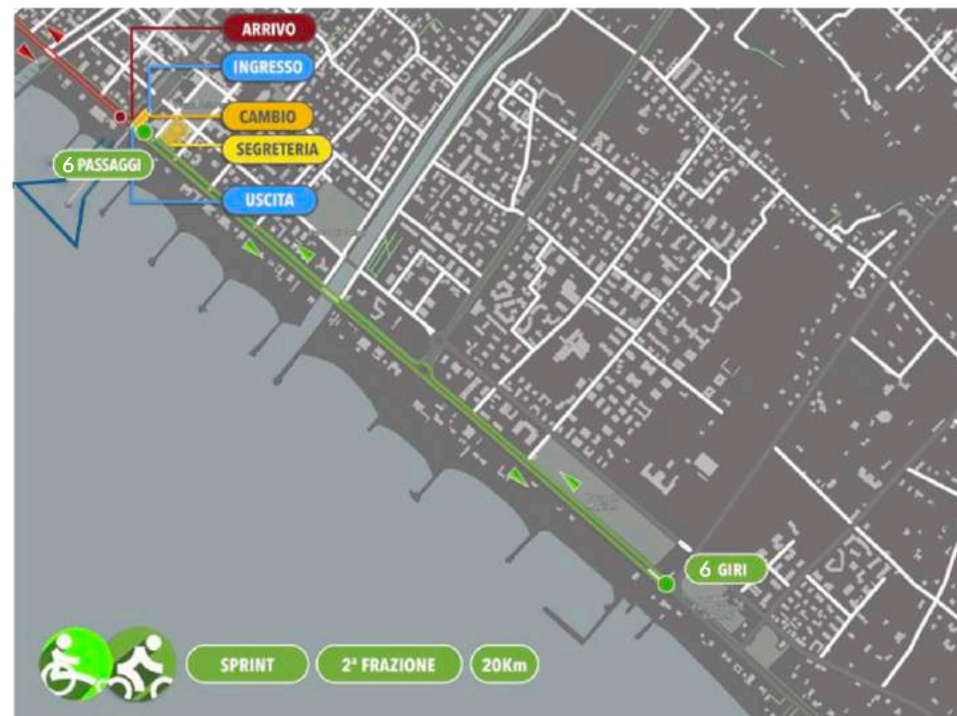 ARRIVO
INGRESSO
CAMBIO
SEGRETERIA
6 PASSAGGI
USCITA
6 GIRI
SPRINT
2ª FRAZIONE
20Km